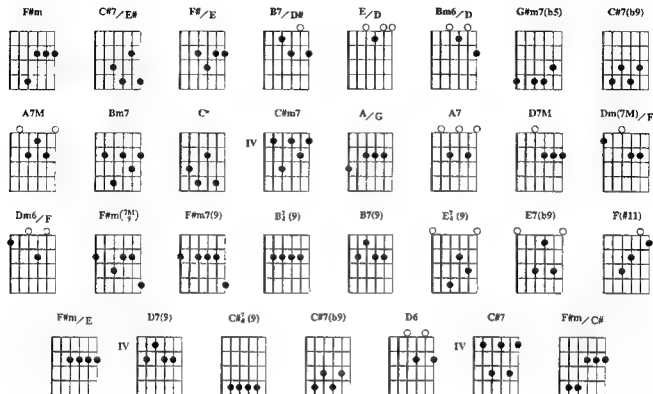 F#m C#7/E# F#/E B7/D# E/D Bm6/D G#m7(b5) C#7(b9)
A7M Bm7 C° IV C#m7 A/G A7 D7M Dm(7M)/F
Dm6/F F#m(7M 9) F#m7(9) B7 4 (9) B7(9) E7 4 (9) E7(b9) F(#11)
F#m/E IV D7(9) C#7 4 (9) C#7(b9) D6 IV C#7 F#m/C#